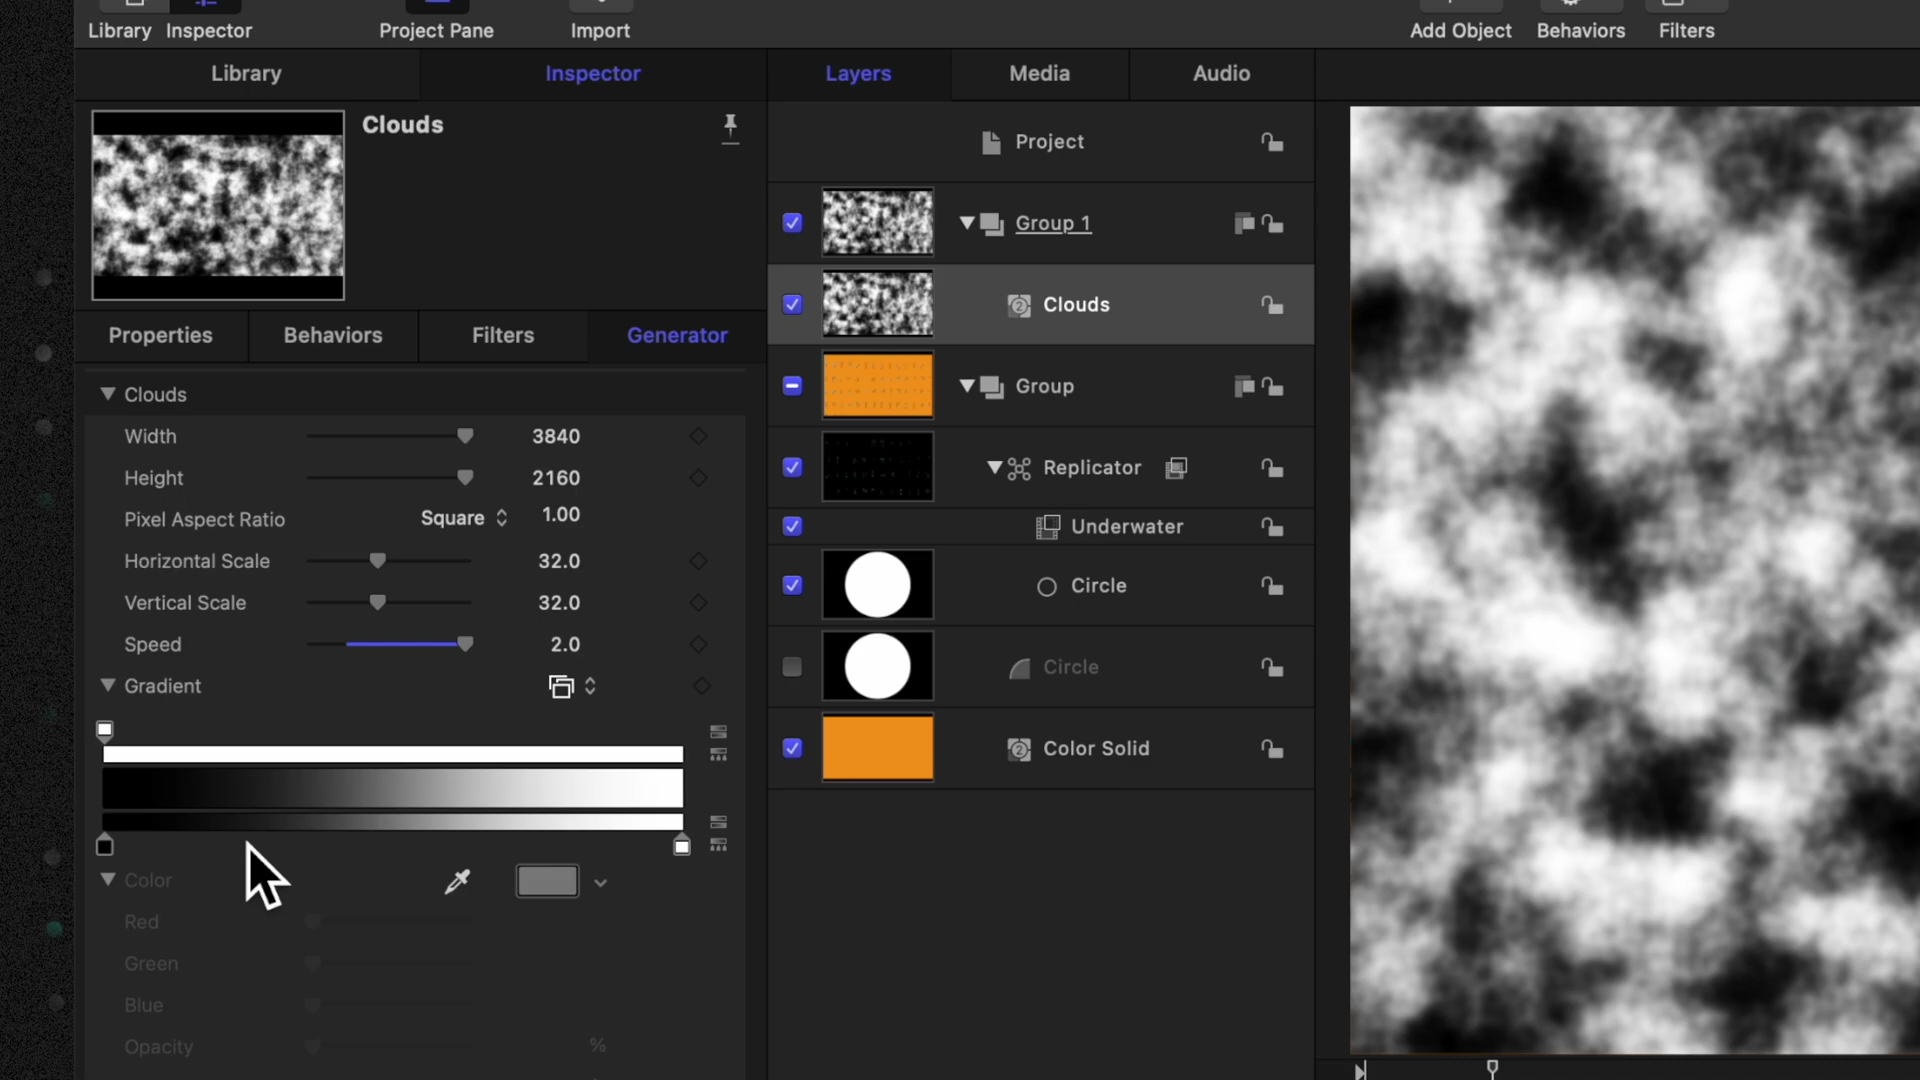 Library Inspector Project Pane Import Add Object Behaviors Filters
Library Inspector Layers Media Audio
Clouds
Project
Group 1
Clouds
Properties Behaviors Filters Generator
Group
Clouds
Width 3840
Height 2160
Replicator
Pixel Aspect Ratio Square 1.00
Underwater
Horizontal Scale 32.0
Circle
Vertical Scale 32.0
Speed 2.0
Circle
Gradient
Color Solid
Color
Red
Green
Blue
Opacity %